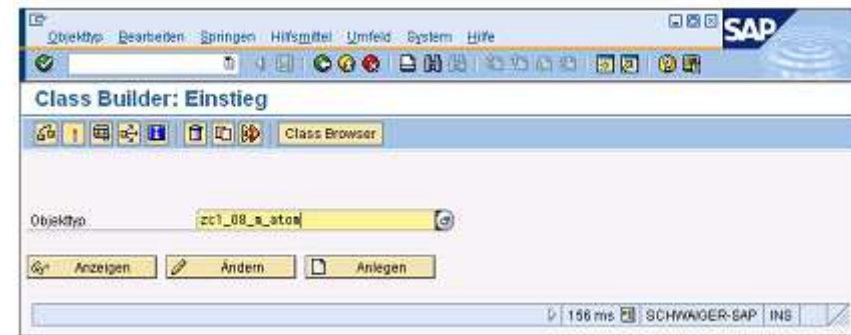 Objekttyp Bearbeiten Springen Hilfsmittel Umfeld System Hilfe
SAP
Class Builder: Einstieg
Class Browser
Objekttyp zc1_08_m_atom
Anzeigen Ändern Anlegen
156 ms SCHWAIGER-SAP INS